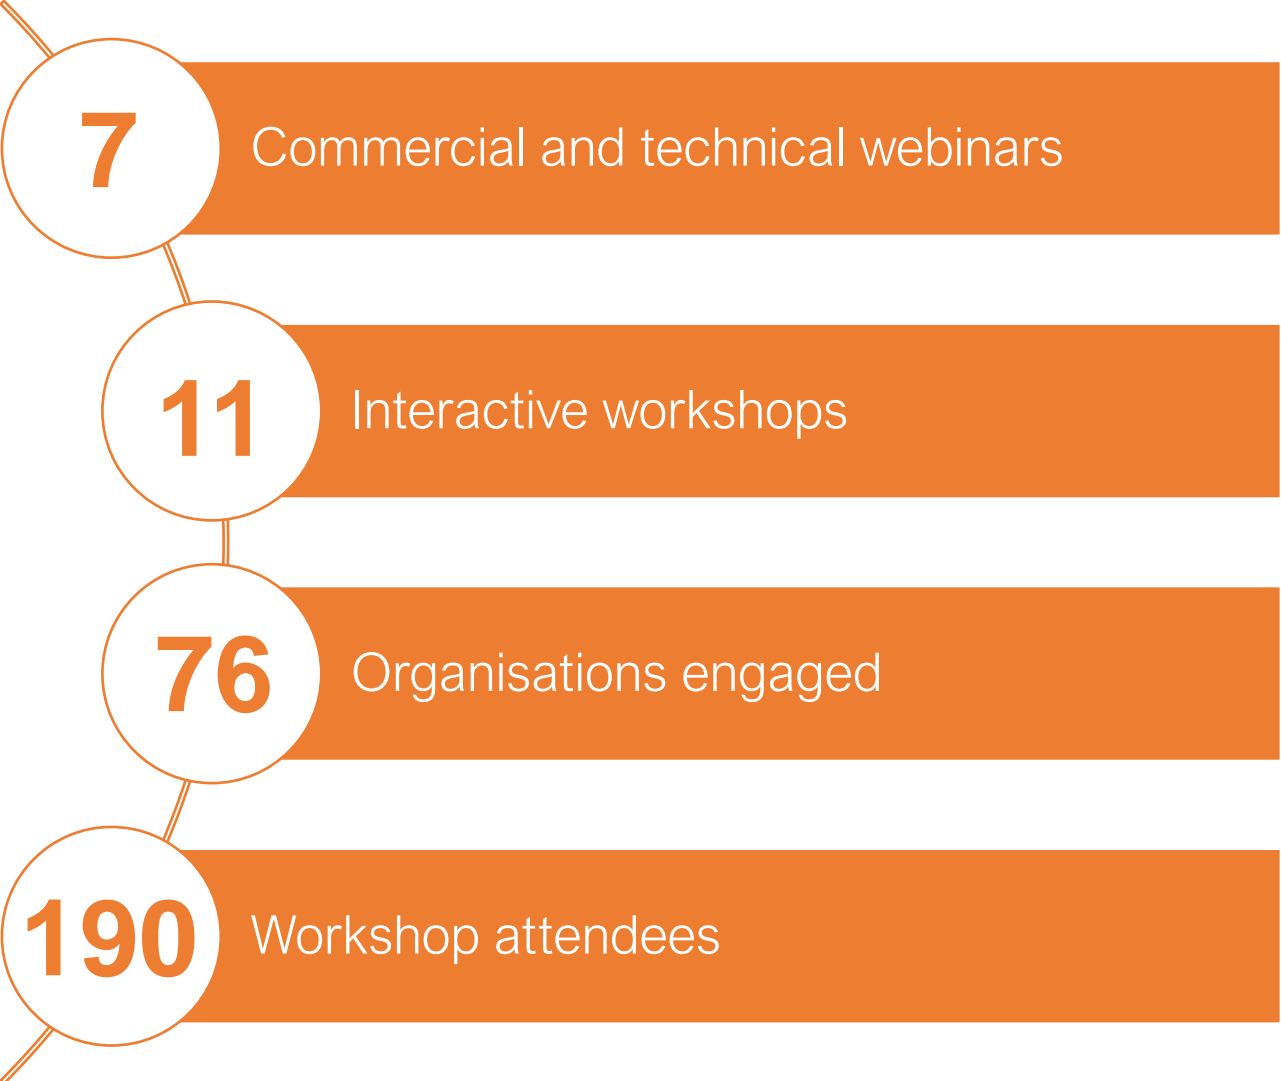 7
Commercial and technical webinars
11
Interactive workshops
76
Organisations engaged
190
Workshop attendees